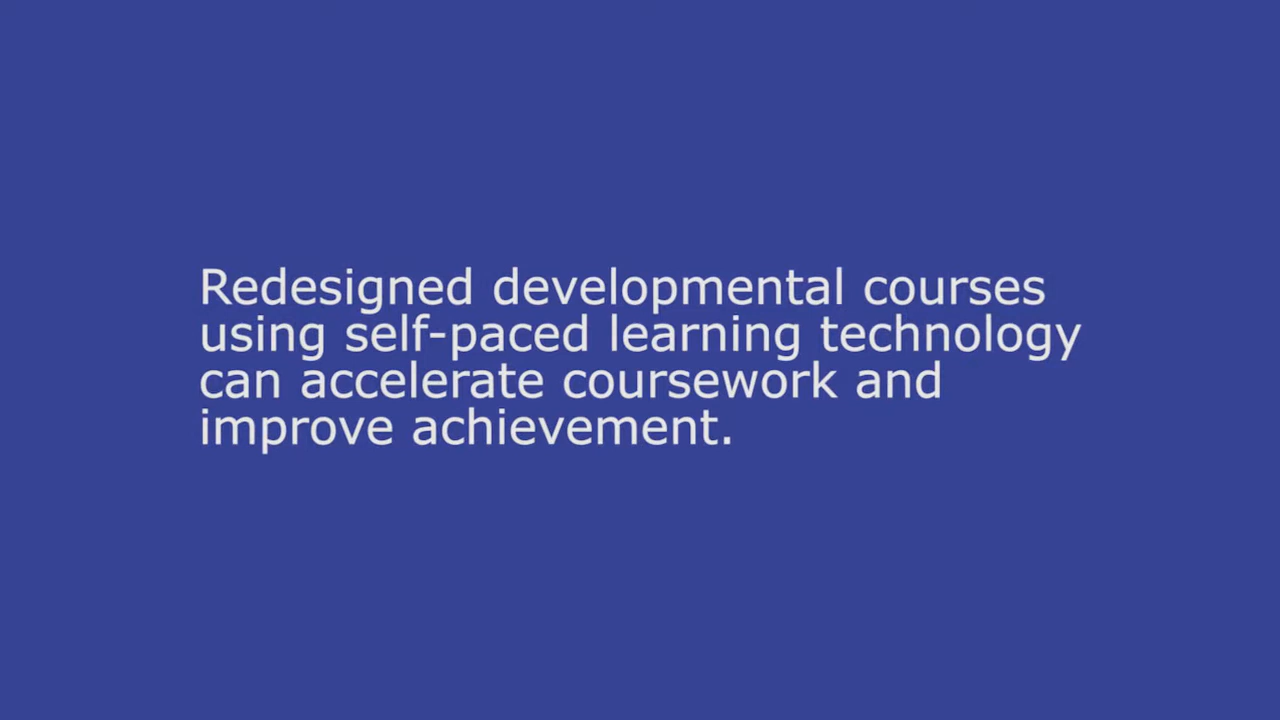 Redesigned developmental courses
using self-paced learning technology
can accelerate coursework and
improve achievement.